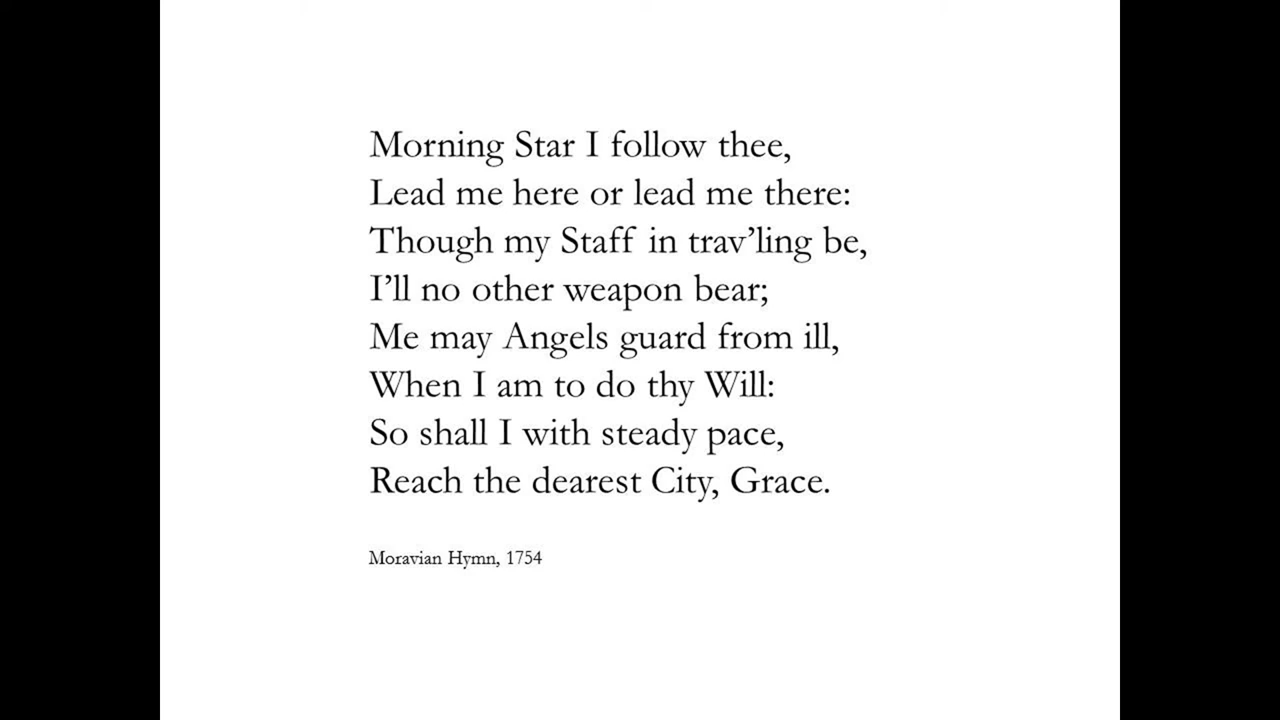 Morning Star I follow thee,
Lead me here or lead me there:
Though my Staff in trav’ling be,
I’ll no other weapon bear;
Me may Angels guard from ill,
When I am to do thy Will:
So shall I with steady pace,
Reach the dearest City, Grace.
Moravian Hymn, 1754